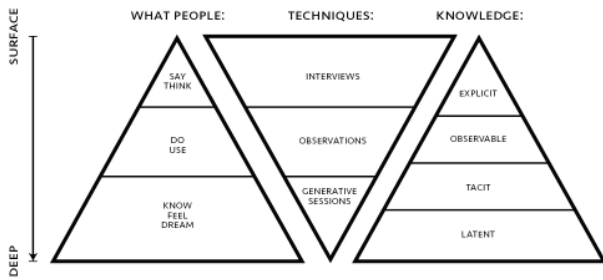 WHAT PEOPLE:
TECHNIQUES:
KNOWLEDGE:
SURFACE
DEEP
SAY
THINK
DO
USE
KNOW
FEEL
DREAM
INTERVIEWS
OBSERVATIONS
GENERATIVE
SESSIONS
EXPLICIT
OBSERVABLE
TACIT
LATENT